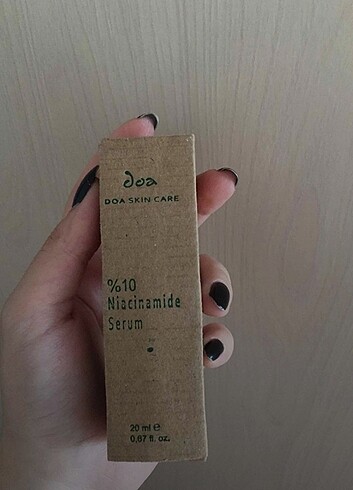 doa
DOA SKIN CARE
%10
Niacinamide
Serum
20 ml ℮
0,67 fl. oz.